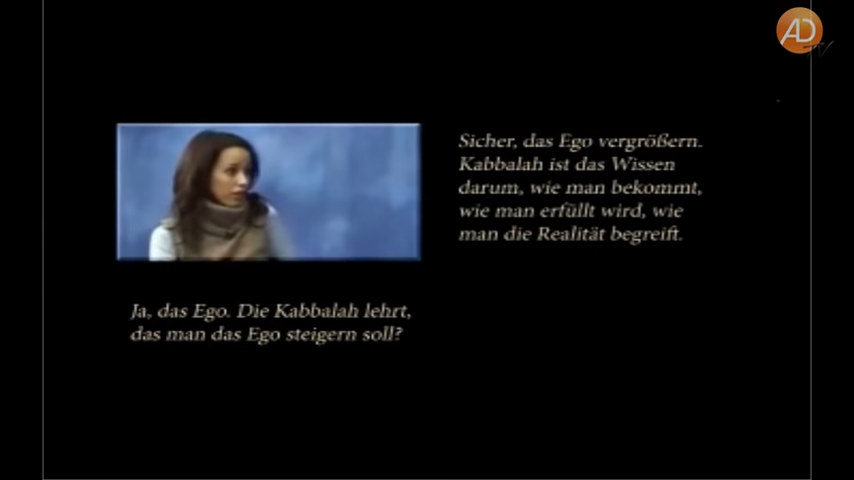 AD
TV
Sicher, das Ego vergrößern.
Kabbalah ist das Wissen
darum, wie man bekommt,
wie man erfüllt wird, wie
man die Realität begreift.
Ja, das Ego. Die Kabbalah lehrt,
das man das Ego steigern soll?